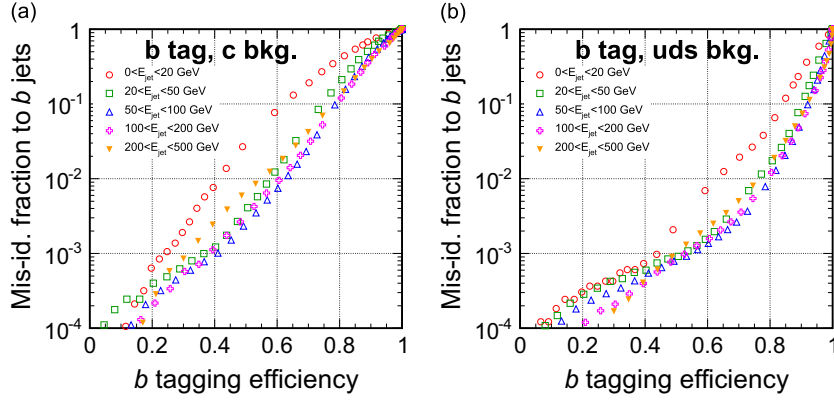 (a)
b tag, c bkg.
0<E_jet<20 GeV
20<E_jet<50 GeV
50<E_jet<100 GeV
100<E_jet<200 GeV
200<E_jet<500 GeV
Mis-id. fraction to b jets
1
10⁻¹
10⁻²
10⁻³
10⁻⁴
0 0.2 0.4 0.6 0.8 1
b tagging efficiency
(b)
b tag, uds bkg.
0<E_jet<20 GeV
20<E_jet<50 GeV
50<E_jet<100 GeV
100<E_jet<200 GeV
200<E_jet<500 GeV
Mis-id. fraction to b jets
1
10⁻¹
10⁻²
10⁻³
10⁻⁴
0 0.2 0.4 0.6 0.8 1
b tagging efficiency